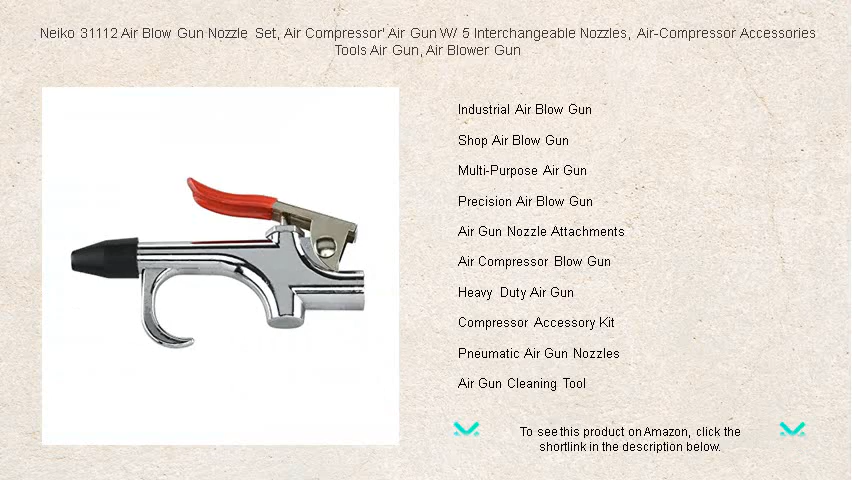 Neiko 31112 Air Blow Gun Nozzle Set, Air Compressor' Air Gun W/ 5 Interchangeable Nozzles, Air-Compressor Accessories
Tools Air Gun, Air Blower Gun
Industrial Air Blow Gun
Shop Air Blow Gun
Multi-Purpose Air Gun
Precision Air Blow Gun
Air Gun Nozzle Attachments
Air Compressor Blow Gun
Heavy Duty Air Gun
Compressor Accessory Kit
Pneumatic Air Gun Nozzles
Air Gun Cleaning Tool
To see this product on Amazon, click the
shortlink in the description below.